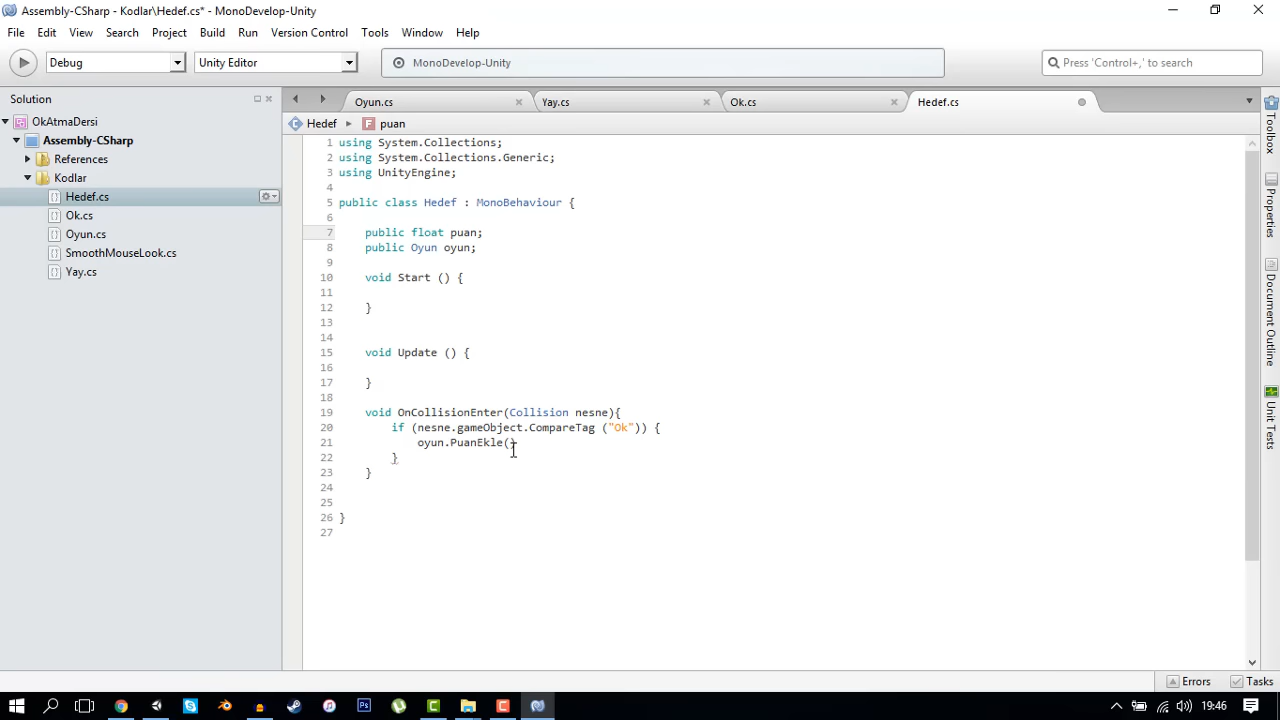 Assembly-CSharp - Kodlar\Hedef.cs* - MonoDevelop-Unity
File Edit View Search Project Build Run Version Control Tools Window Help
Debug Unity Editor MonoDevelop-Unity Press 'Control+,' to search
Solution
OkAtmaDersi
Assembly-CSharp
References
Kodlar
Hedef.cs
Ok.cs
Oyun.cs
SmoothMouseLook.cs
Yay.cs
Oyun.cs Yay.cs Ok.cs Hedef.cs
Hedef puan
1 using System.Collections;
2 using System.Collections.Generic;
3 using UnityEngine;
4
5 public class Hedef : MonoBehaviour {
6
7 public float puan;
8 public Oyun oyun;
9
10 void Start () {
11
12 }
13
14
15 void Update () {
16
17 }
18
19 void OnCollisionEnter(Collision nesne){
20 if (nesne.gameObject.CompareTag ("Ok")) {
21 oyun.PuanEkle()
22 }
23 }
24
25
26 }
27
Toolbox
Properties
Document Outline
Unit Tests
Errors Tasks
19:46